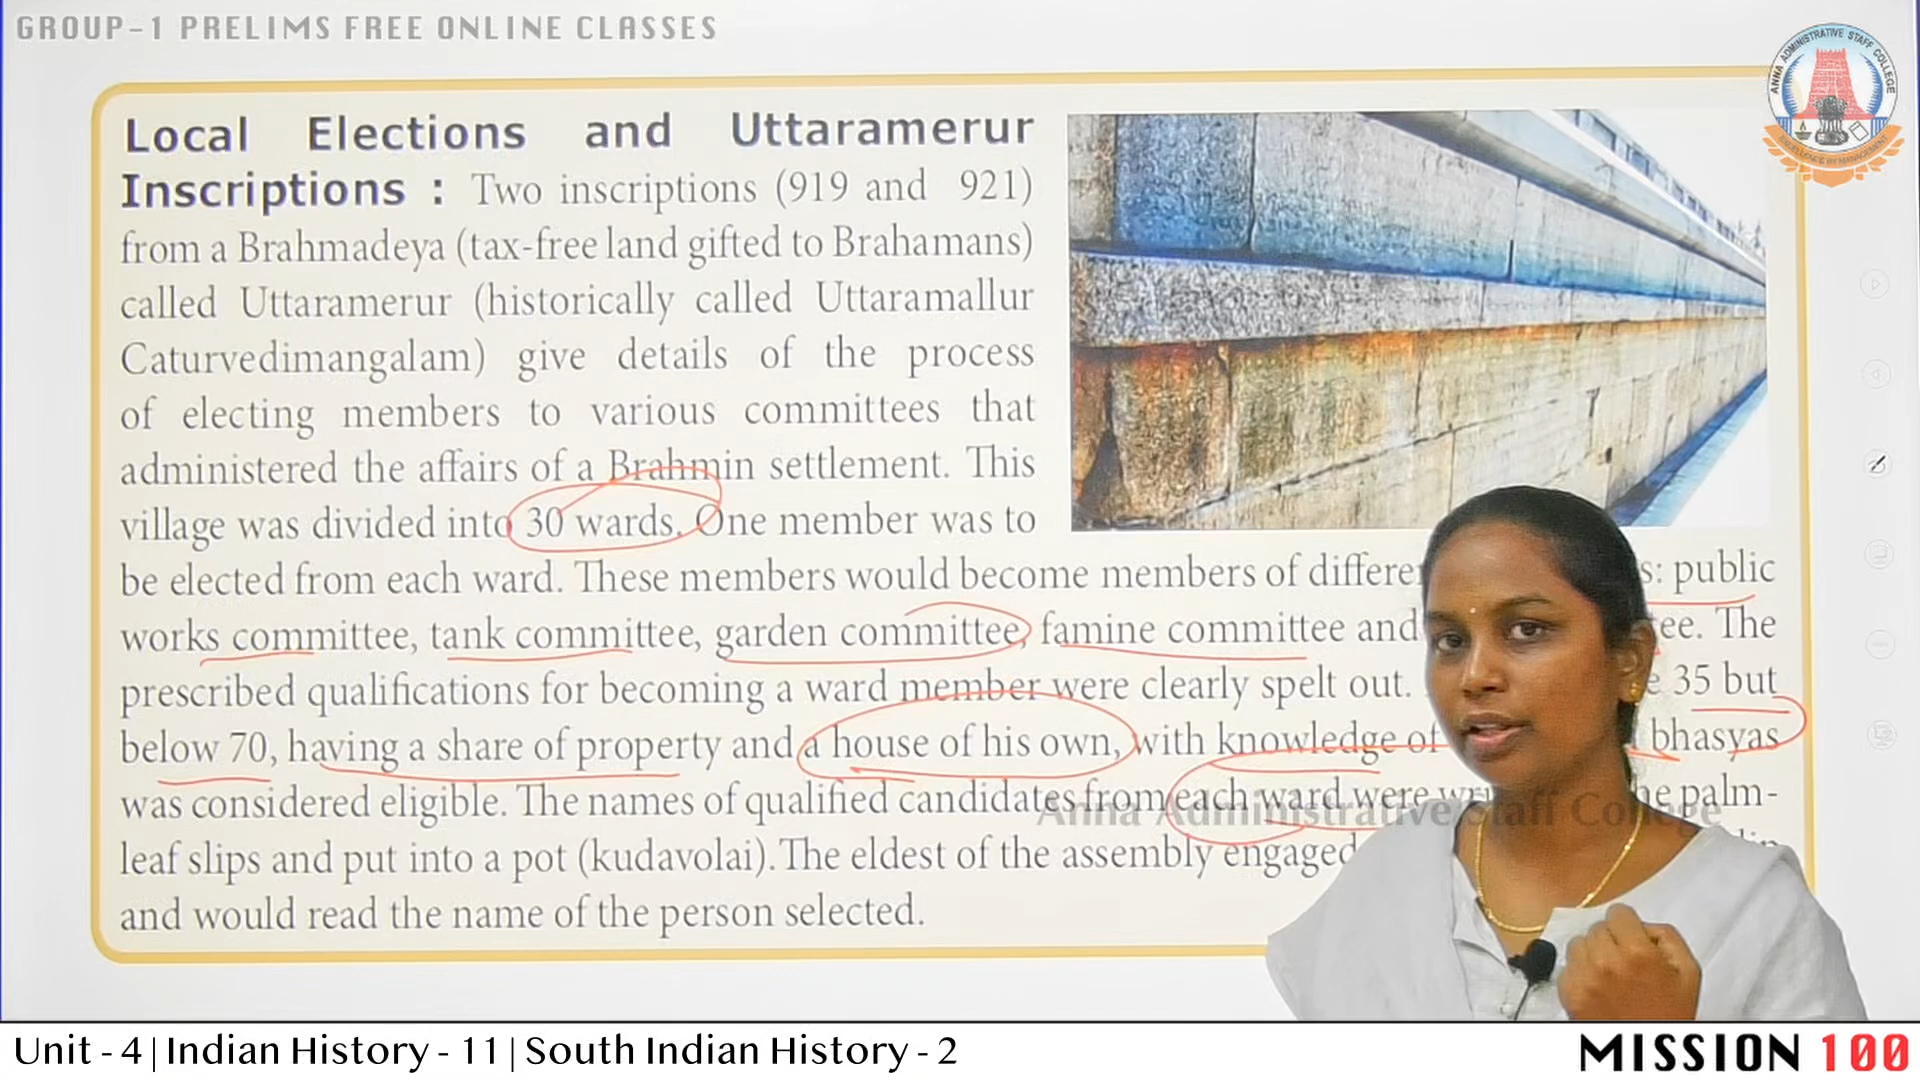 GROUP-1 PRELIMS FREE ONLINE CLASSES
ANNA ADMINISTRATIVE STAFF COLLEGE
EXCELLENCE BY MANAGEMENT
Local Elections and Uttaramerur
Inscriptions : Two inscriptions (919 and 921)
from a Brahmadeya (tax-free land gifted to Brahamans)
called Uttaramerur (historically called Uttaramallur
Caturvedimangalam) give details of the process
of electing members to various committees that
administered the affairs of a Brahmin settlement. This
village was divided into 30 wards. One member was to
be elected from each ward. These members would become members of : public
works committee, tank committee, garden committee, famine committee and The
prescribed qualifications for becoming a ward member were clearly spelt out. 35 but
below 70, having a share of property and a house of his own, with knowledge of bhasyas
was considered eligible. The names of qualified candidates from each ward were palm-
leaf slips and put into a pot (kudavolai). The eldest of the assembly engaged
and would read the name of the person selected.
Anna Administrative Staff College
Unit - 4 | Indian History - 11 | South Indian History - 2
MISSION 100